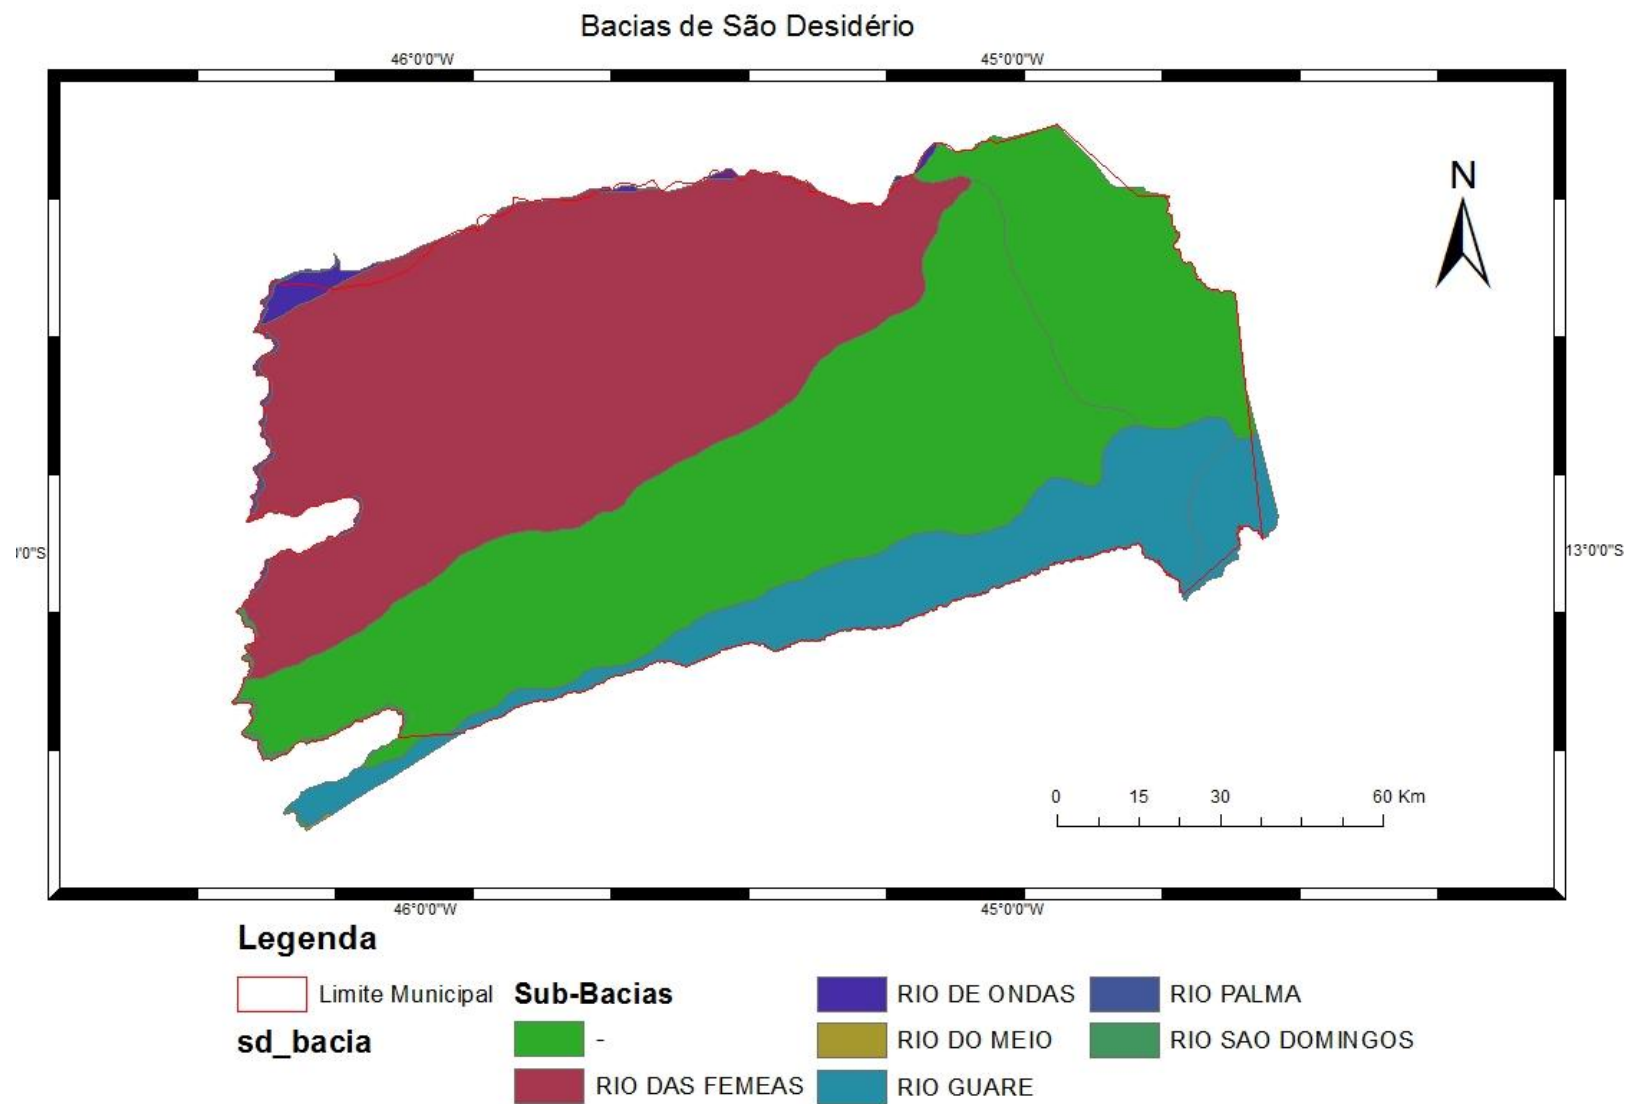 Bacias de São Desidério
46°0'0"W 45°0'0"W
N
'0"S 13°0'0"S
0 15 30 60 Km
46°0'0"W 45°0'0"W
Legenda
Limite Municipal Sub-Bacias RIO DE ONDAS RIO PALMA
sd_bacia - RIO DO MEIO RIO SAO DOMINGOS
RIO DAS FEMEAS RIO GUARE